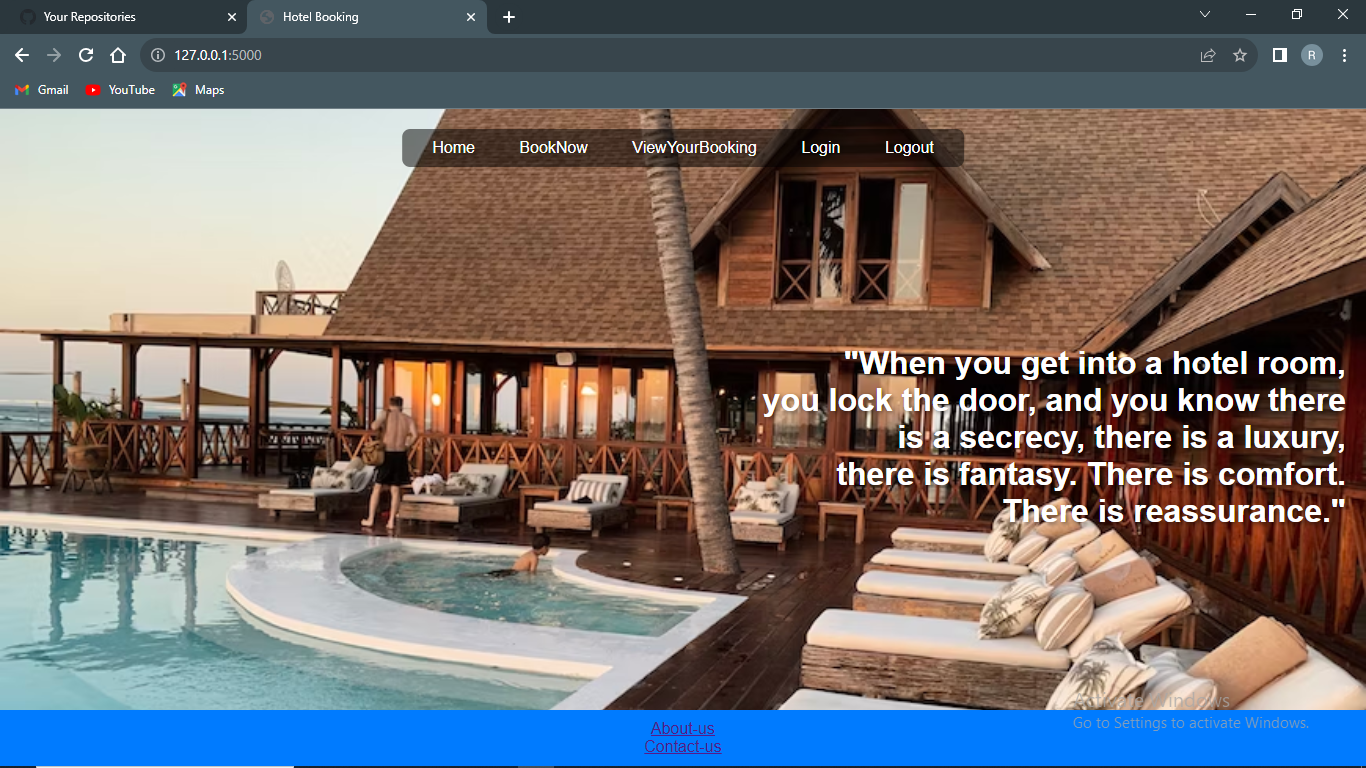 Your Repositories
Hotel Booking
127.0.0.1:5000
R
Gmail
YouTube
Maps
Home BookNow ViewYourBooking Login Logout
"When you get into a hotel room,
you lock the door, and you know there
is a secrecy, there is a luxury,
there is fantasy. There is comfort.
There is reassurance."
Activate Windows
Go to Settings to activate Windows.
About-us
Contact-us